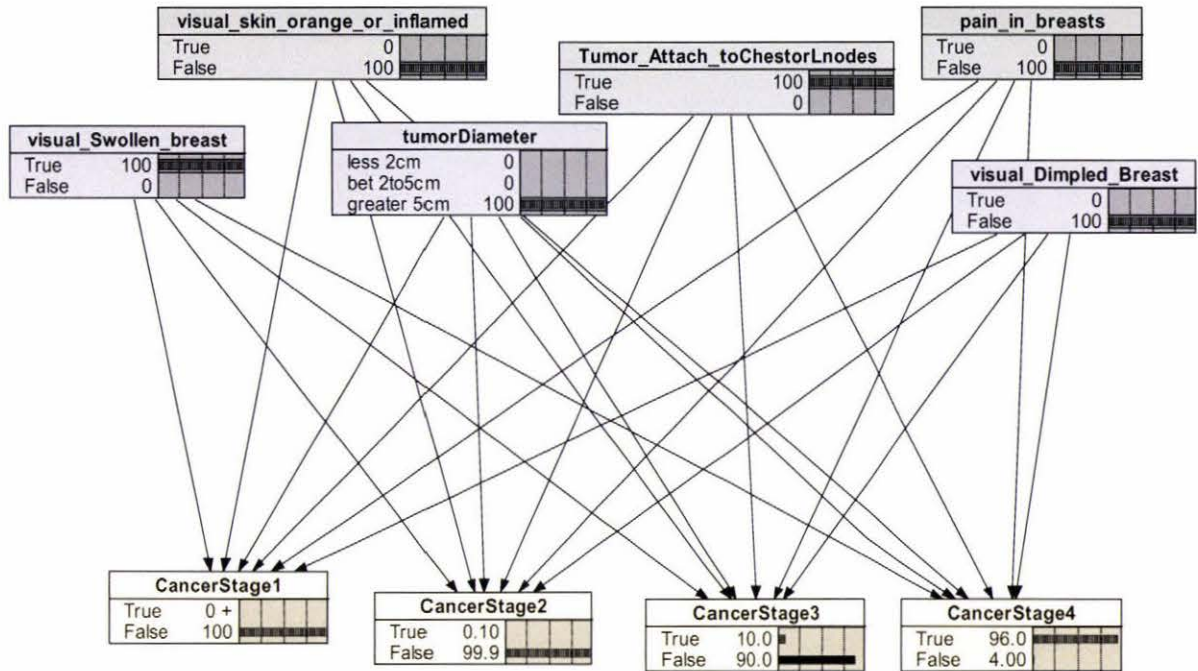 visual_skin_orange_or_inflamed
True 0
False 100
Tumor_Attach_toChestorLnodes
True 100
False 0
pain_in_breasts
True 0
False 100
visual_Swollen_breast
True 100
False 0
tumorDiameter
less 2cm 0
bet 2to5cm 0
greater 5cm 100
visual_Dimpled_Breast
True 0
False 100
CancerStage1
True 0 +
False 100
CancerStage2
True 0.10
False 99.9
CancerStage3
True 10.0
False 90.0
CancerStage4
True 96.0
False 4.00